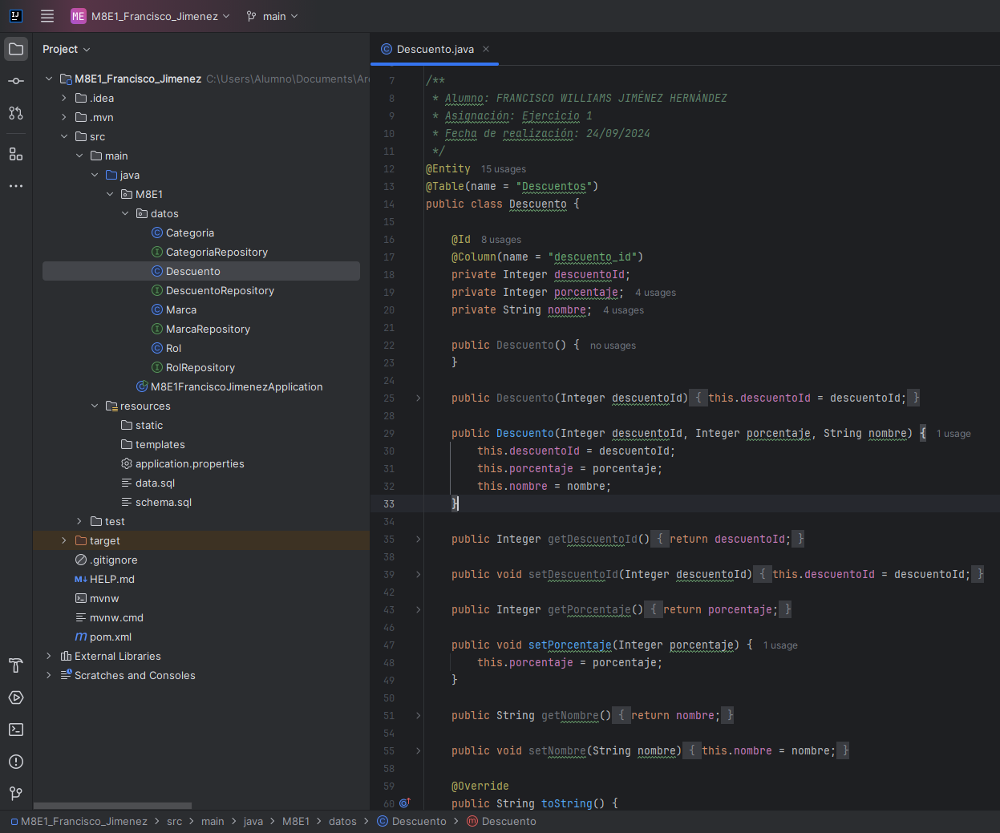 IJ
ME M8E1_Francisco_Jimenez main
Project
M8E1_Francisco_Jimenez C:\Users\Alumno\Documents\Ar
.idea
.mvn
src
main
java
M8E1
datos
Categoria
CategoriaRepository
Descuento
DescuentoRepository
Marca
MarcaRepository
Rol
RolRepository
M8E1FranciscoJimenezApplication
resources
static
templates
application.properties
data.sql
schema.sql
test
target
.gitignore
HELP.md
mvnw
mvnw.cmd
pom.xml
External Libraries
Scratches and Consoles
Descuento.java
7 /**
8 * Alumno: FRANCISCO WILLIAMS JIMÉNEZ HERNÁNDEZ
9 * Asignación: Ejercicio 1
10 * Fecha de realización: 24/09/2024
11 */
12 @Entity 15 usages
13 @Table(name = "Descuentos")
14 public class Descuento {
15
16 @Id 8 usages
17 @Column(name = "descuento_id")
18 private Integer descuentoId;
19 private Integer porcentaje; 4 usages
20 private String nombre; 4 usages
21
22 public Descuento() { no usages
23 }
24
25 public Descuento(Integer descuentoId) { this.descuentoId = descuentoId; }
28
29 public Descuento(Integer descuentoId, Integer porcentaje, String nombre) { 1 usage
30 this.descuentoId = descuentoId;
31 this.porcentaje = porcentaje;
32 this.nombre = nombre;
33 }
34
35 public Integer getDescuentoId() { return descuentoId; }
38
39 public void setDescuentoId(Integer descuentoId) { this.descuentoId = descuentoId; }
42
43 public Integer getPorcentaje() { return porcentaje; }
46
47 public void setPorcentaje(Integer porcentaje) { 1 usage
48 this.porcentaje = porcentaje;
49 }
50
51 public String getNombre() { return nombre; }
54
55 public void setNombre(String nombre) { this.nombre = nombre; }
58
59 @Override
60 public String toString() {
M8E1_Francisco_Jimenez > src > main > java > M8E1 > datos > Descuento > Descuento